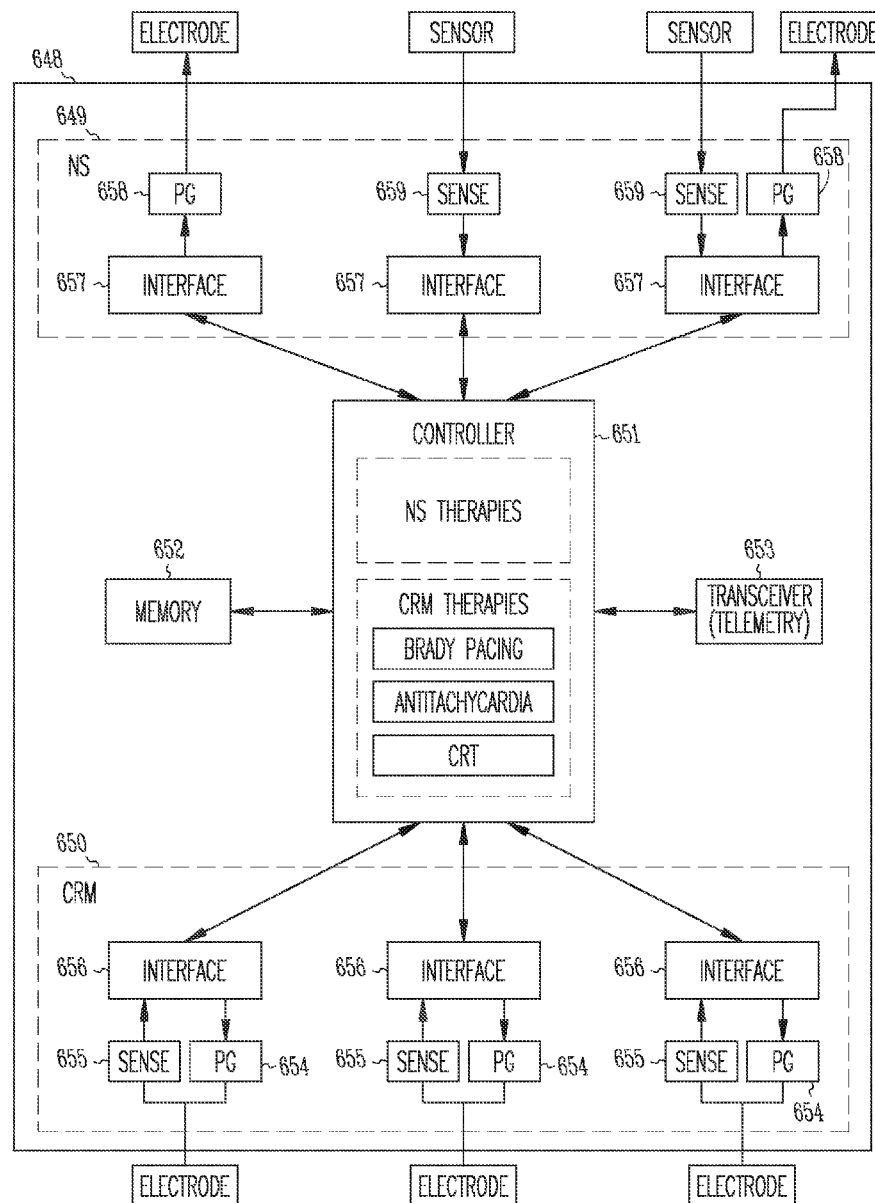 ELECTRODE SENSOR SENSOR ELECTRODE
648
649
NS
658 PG 659 SENSE 659 SENSE PG 658
657 INTERFACE 657 INTERFACE 657 INTERFACE
CONTROLLER 651
NS THERAPIES
652 653
MEMORY
TRANSCEIVER
(TELEMETRY)
CRM THERAPIES
BRADY PACING
ANTITACHYCARDIA
CRT
650
CRM
656 INTERFACE 656 INTERFACE 656 INTERFACE
655 SENSE PG 654 655 SENSE PG 654 655 SENSE PG
654
ELECTRODE ELECTRODE ELECTRODE